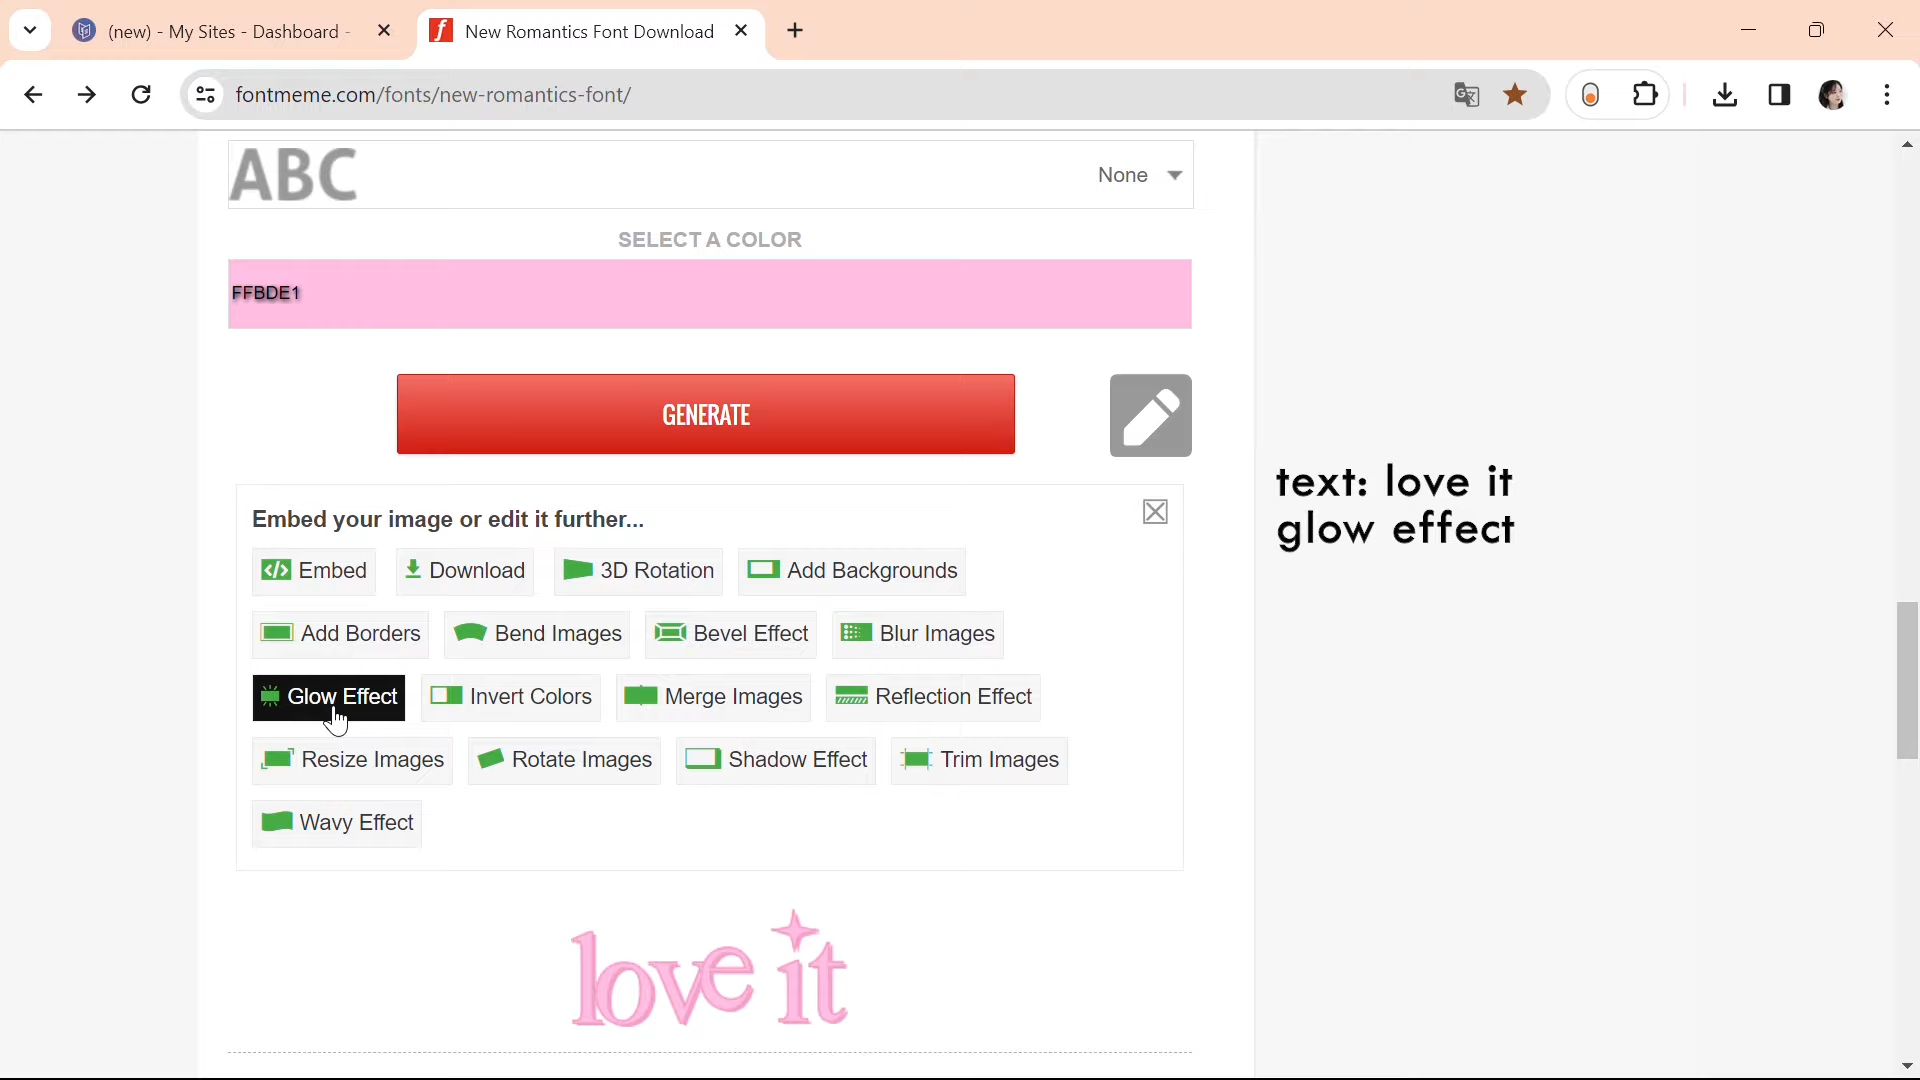 (new) - My Sites - Dashboard -
New Romantics Font Download
fontmeme.com/fonts/new-romantics-font/
ABC
None
SELECT A COLOR
FFBDE1
GENERATE
Embed your image or edit it further...
Embed
Download
3D Rotation
Add Backgrounds
Add Borders
Bend Images
Bevel Effect
Blur Images
Glow Effect
Invert Colors
Merge Images
Reflection Effect
Resize Images
Rotate Images
Shadow Effect
Trim Images
Wavy Effect
love it
text: love it
glow effect